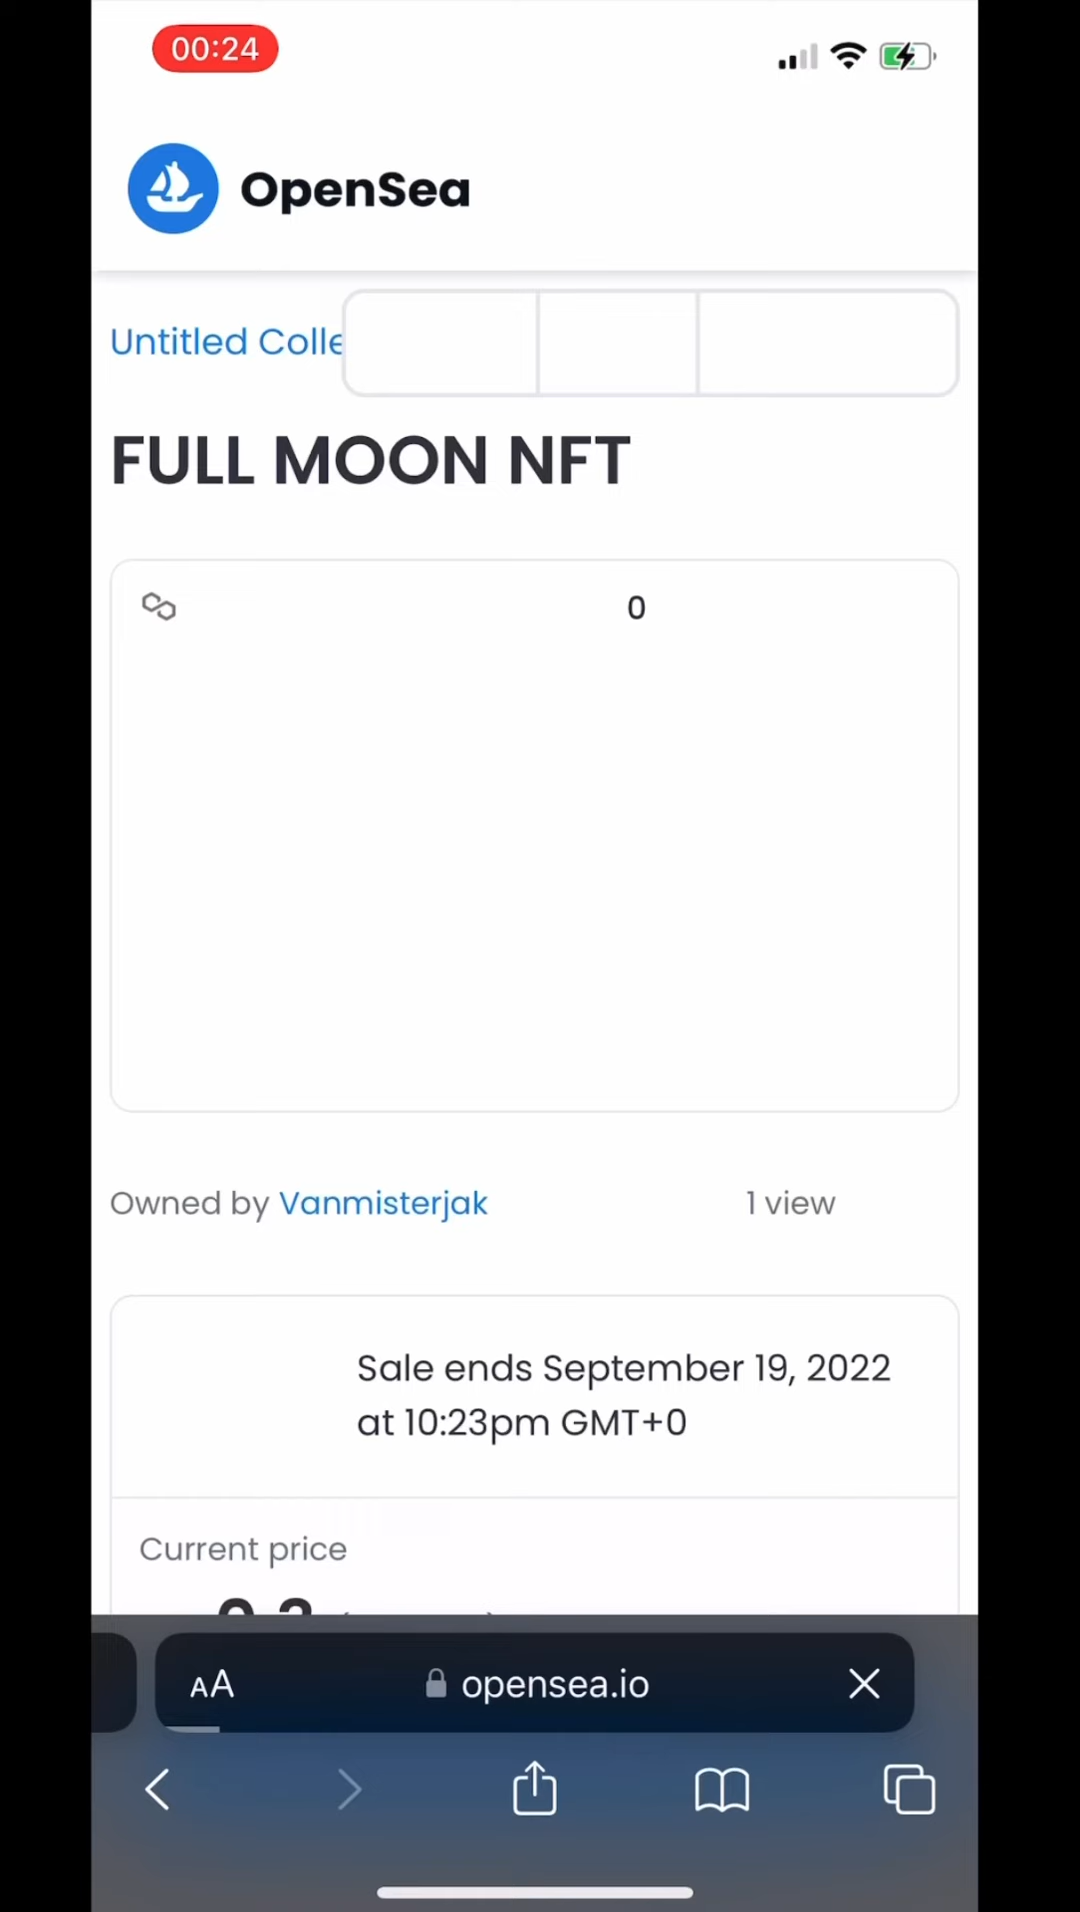 00:24
OpenSea
Untitled Colle
FULL MOON NFT
0
Owned by Vanmisterjak
1 view
Sale ends September 19, 2022
at 10:23pm GMT+0
Current price
AA
opensea.io